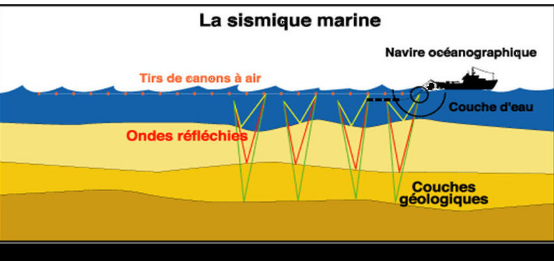 La sismique marine
Navire océanographique
Tirs de canons à air
Couche d'eau
Ondes réfléchies
Couches
géologiques